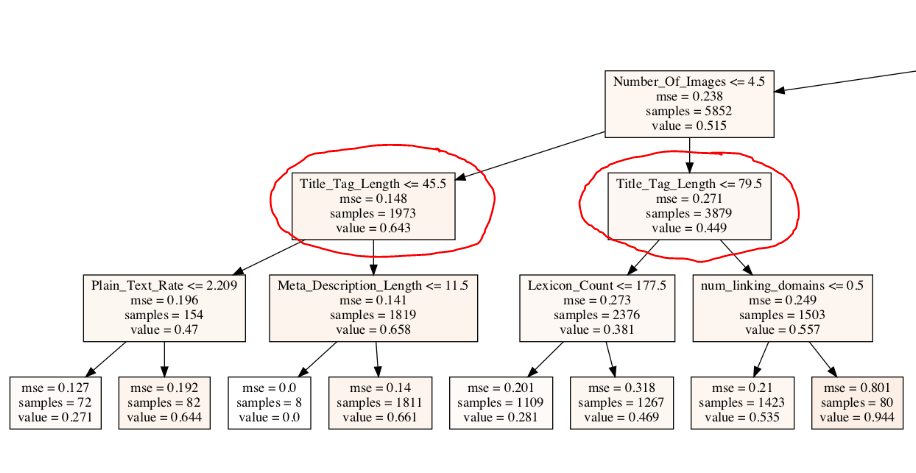 Number_Of_Images <= 4.5
mse = 0.238
samples = 5852
value = 0.515
Title_Tag_Length <= 45.5
mse = 0.148
samples = 1973
value = 0.643
Title_Tag_Length <= 79.5
mse = 0.271
samples = 3879
value = 0.449
Plain_Text_Rate <= 2.209
mse = 0.196
samples = 154
value = 0.47
Meta_Description_Length <= 11.5
mse = 0.141
samples = 1819
value = 0.658
Lexicon_Count <= 177.5
mse = 0.273
samples = 2376
value = 0.381
num_linking_domains <= 0.5
mse = 0.249
samples = 1503
value = 0.557
mse = 0.127
samples = 72
value = 0.271
mse = 0.192
samples = 82
value = 0.644
mse = 0.0
samples = 8
value = 0.0
mse = 0.14
samples = 1811
value = 0.661
mse = 0.201
samples = 1109
value = 0.281
mse = 0.318
samples = 1267
value = 0.469
mse = 0.21
samples = 1423
value = 0.535
mse = 0.801
samples = 80
value = 0.944